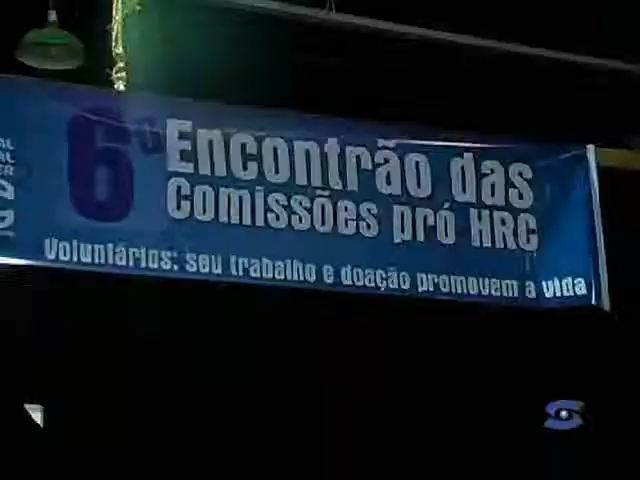 6º Encontrão das
Comissões pró HRC
Voluntários: seu trabalho e doação promovem a vida